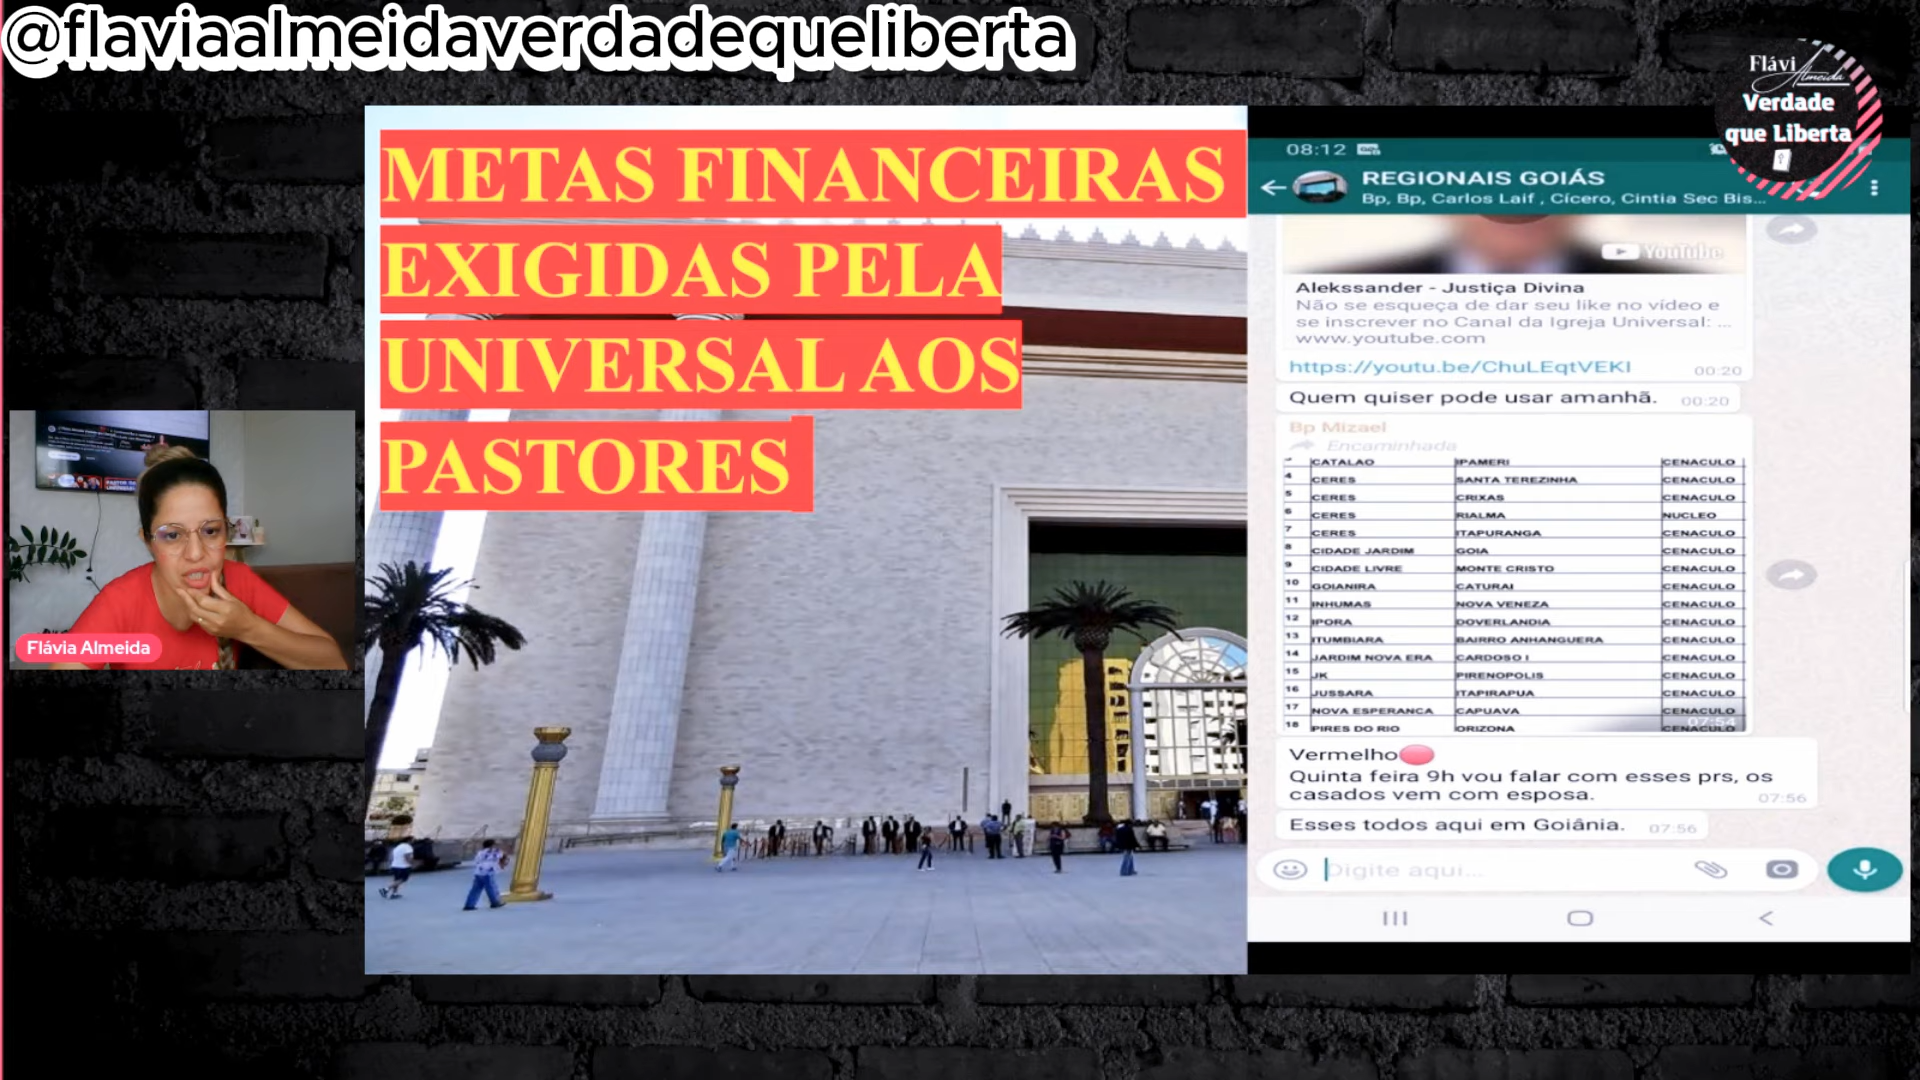 @flaviaalmeidaverdadequeliberta
Flávi
Almeida
Verdade
que Liberta
METAS FINANCEIRAS
EXIGIDAS PELA
UNIVERSAL AOS
PASTORES
Flávia Almeida
08:12
REGIONAIS GOIÁS
Bp, Bp, Carlos Laif , Cícero, Cintia Sec Bis...
YouTube
Alekssander - Justiça Divina
Não se esqueça de dar seu like no vídeo e
se inscrever no Canal da Igreja Universal: ...
www.youtube.com
https://youtu.be/ChuLEqtVEKI 00:20
Quem quiser pode usar amanhã. 00:20
Bp Mizael
Encaminhada
CATALAO IPAMERI CENACULO
4 CERES SANTA TEREZINHA CENACULO
5 CERES CRIXAS CENACULO
6 CERES RIALMA NUCLEO
7 CERES ITAPURANGA CENACULO
8 CIDADE JARDIM GOIA CENACULO
9 CIDADE LIVRE MONTE CRISTO CENACULO
10 GOIANIRA CATURAI CENACULO
11 INHUMAS NOVA VENEZA CENACULO
12 IPORA DOVERLANDIA CENACULO
13 ITUMBIARA BAIRRO ANHANGUERA CENACULO
14 JARDIM NOVA ERA CARDOSO I CENACULO
15 JK PIRENOPOLIS CENACULO
16 JUSSARA ITAPIRAPUA CENACULO
17 NOVA ESPERANCA CAPUAVA CENACULO
18 PIRES DO RIO ORIZONA CENACULO
07:54
Vermelho🔴
Quinta feira 9h vou falar com esses prs, os
casados vem com esposa. 07:56
Esses todos aqui em Goiânia. 07:56
Digite aqui...